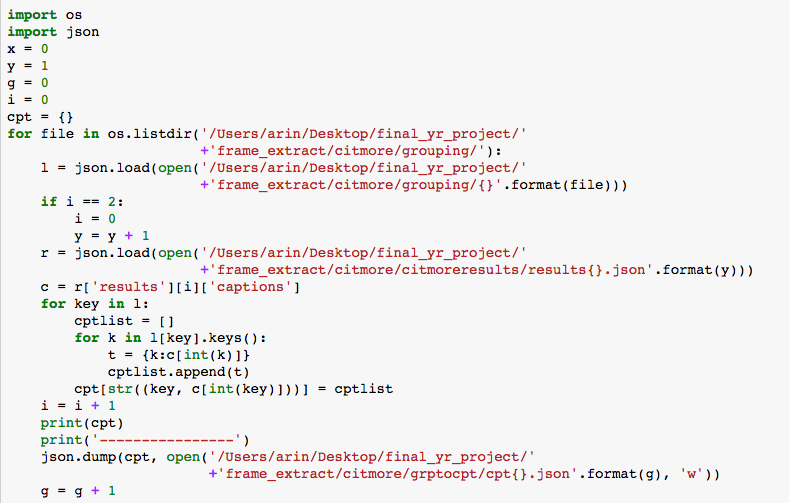 import os
import json
x = 0
y = 1
g = 0
i = 0
cpt = {}
for file in os.listdir('/Users/arin/Desktop/final_yr_project/'
                       +'frame_extract/citmore/grouping/'):
    l = json.load(open('/Users/arin/Desktop/final_yr_project/'
                       +'frame_extract/citmore/grouping/{}'.format(file)))
    if i == 2:
        i = 0
        y = y + 1
    r = json.load(open('/Users/arin/Desktop/final_yr_project/'
                       +'frame_extract/citmore/citmoreresults/results{}.json'.format(y)))
    c = r['results'][i]['captions']
    for key in l:
        cptlist = []
        for k in l[key].keys():
            t = {k:c[int(k)]}
            cptlist.append(t)
        cpt[str((key, c[int(key)]))] = cptlist
    i = i + 1
    print(cpt)
    print('----------------')
    json.dump(cpt, open('/Users/arin/Desktop/final_yr_project/'
                        +'frame_extract/citmore/grptocpt/cpt{}.json'.format(g), 'w'))
    g = g + 1